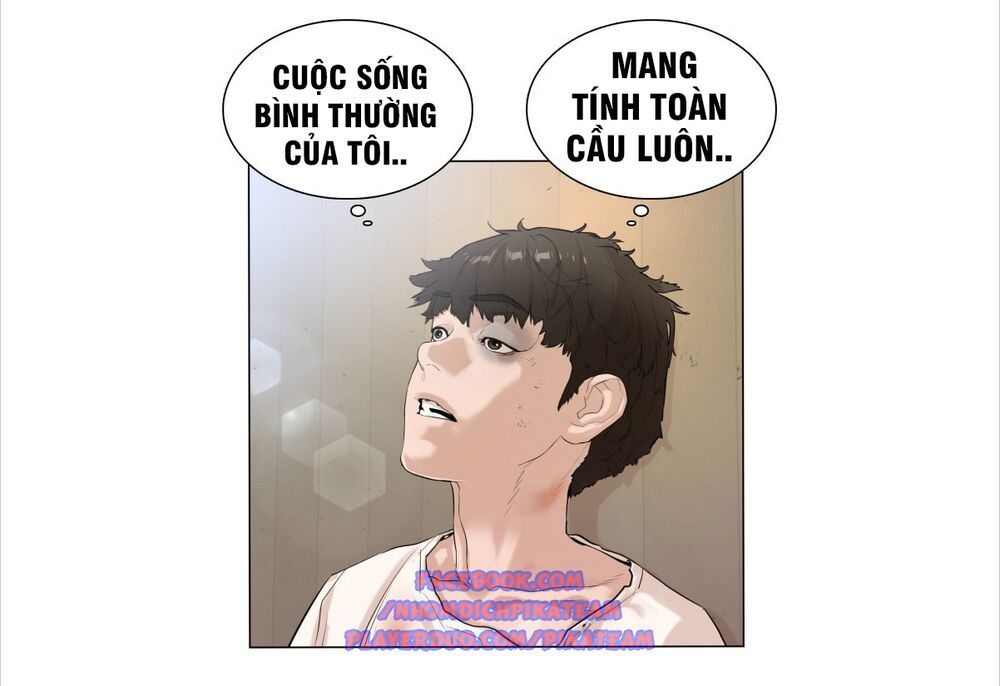 CUỘC SỐNG
BÌNH THƯỜNG
CỦA TÔI..
MANG
TÍNH TOÀN
CẦU LUÔN..
FACEBOOK.COM
/NHOMDICHPIKATEAM
PLAYERDUO.COM/PIKATEAM